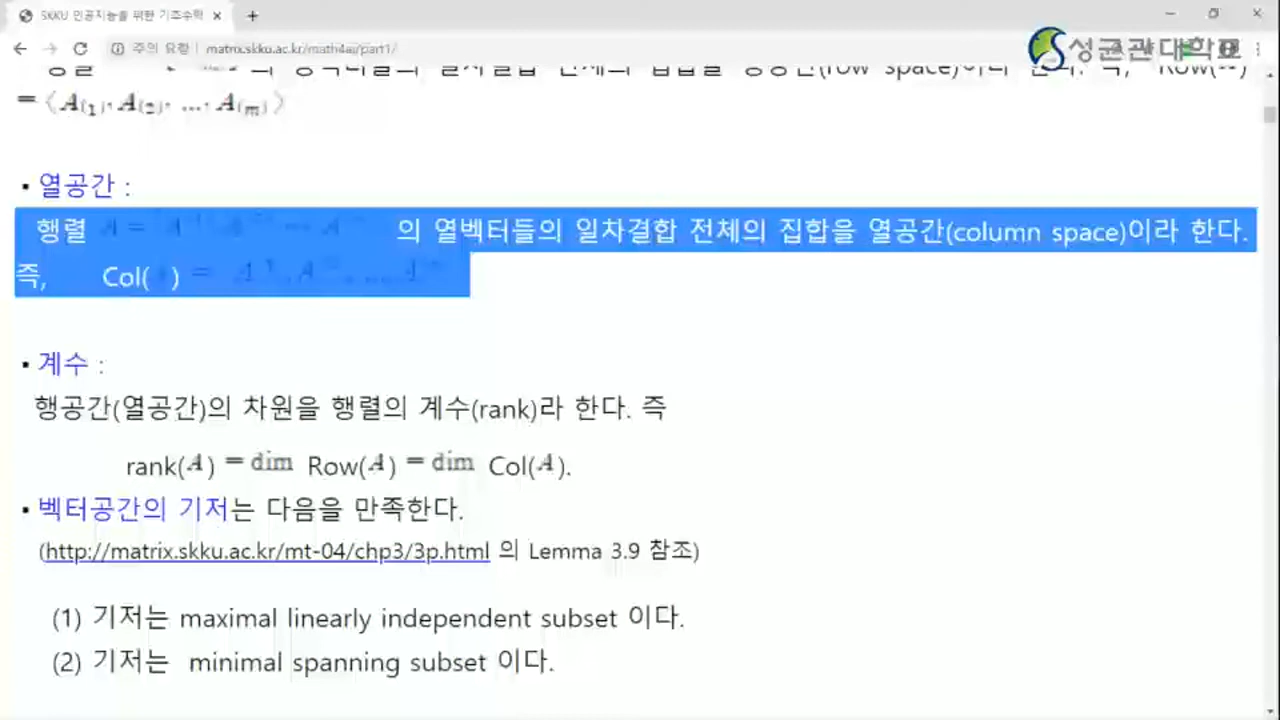 SKKU 인공지능을 위한 기초수학
주의 요함 | matrix.skku.ac.kr/math4ai/part1/
성균관대학교
= ⟨A(1), A(2), ..., A(m)⟩
▪ 열공간 :
행렬 의 열벡터들의 일차결합 전체의 집합을 열공간(column space)이라 한다.
즉, Col( ) =
▪ 계수 :
행공간(열공간)의 차원을 행렬의 계수(rank)라 한다. 즉
rank(A) = dim Row(A) = dim Col(A).
▪ 벡터공간의 기저는 다음을 만족한다.
(http://matrix.skku.ac.kr/mt-04/chp3/3p.html 의 Lemma 3.9 참조)
(1) 기저는 maximal linearly independent subset 이다.
(2) 기저는 minimal spanning subset 이다.